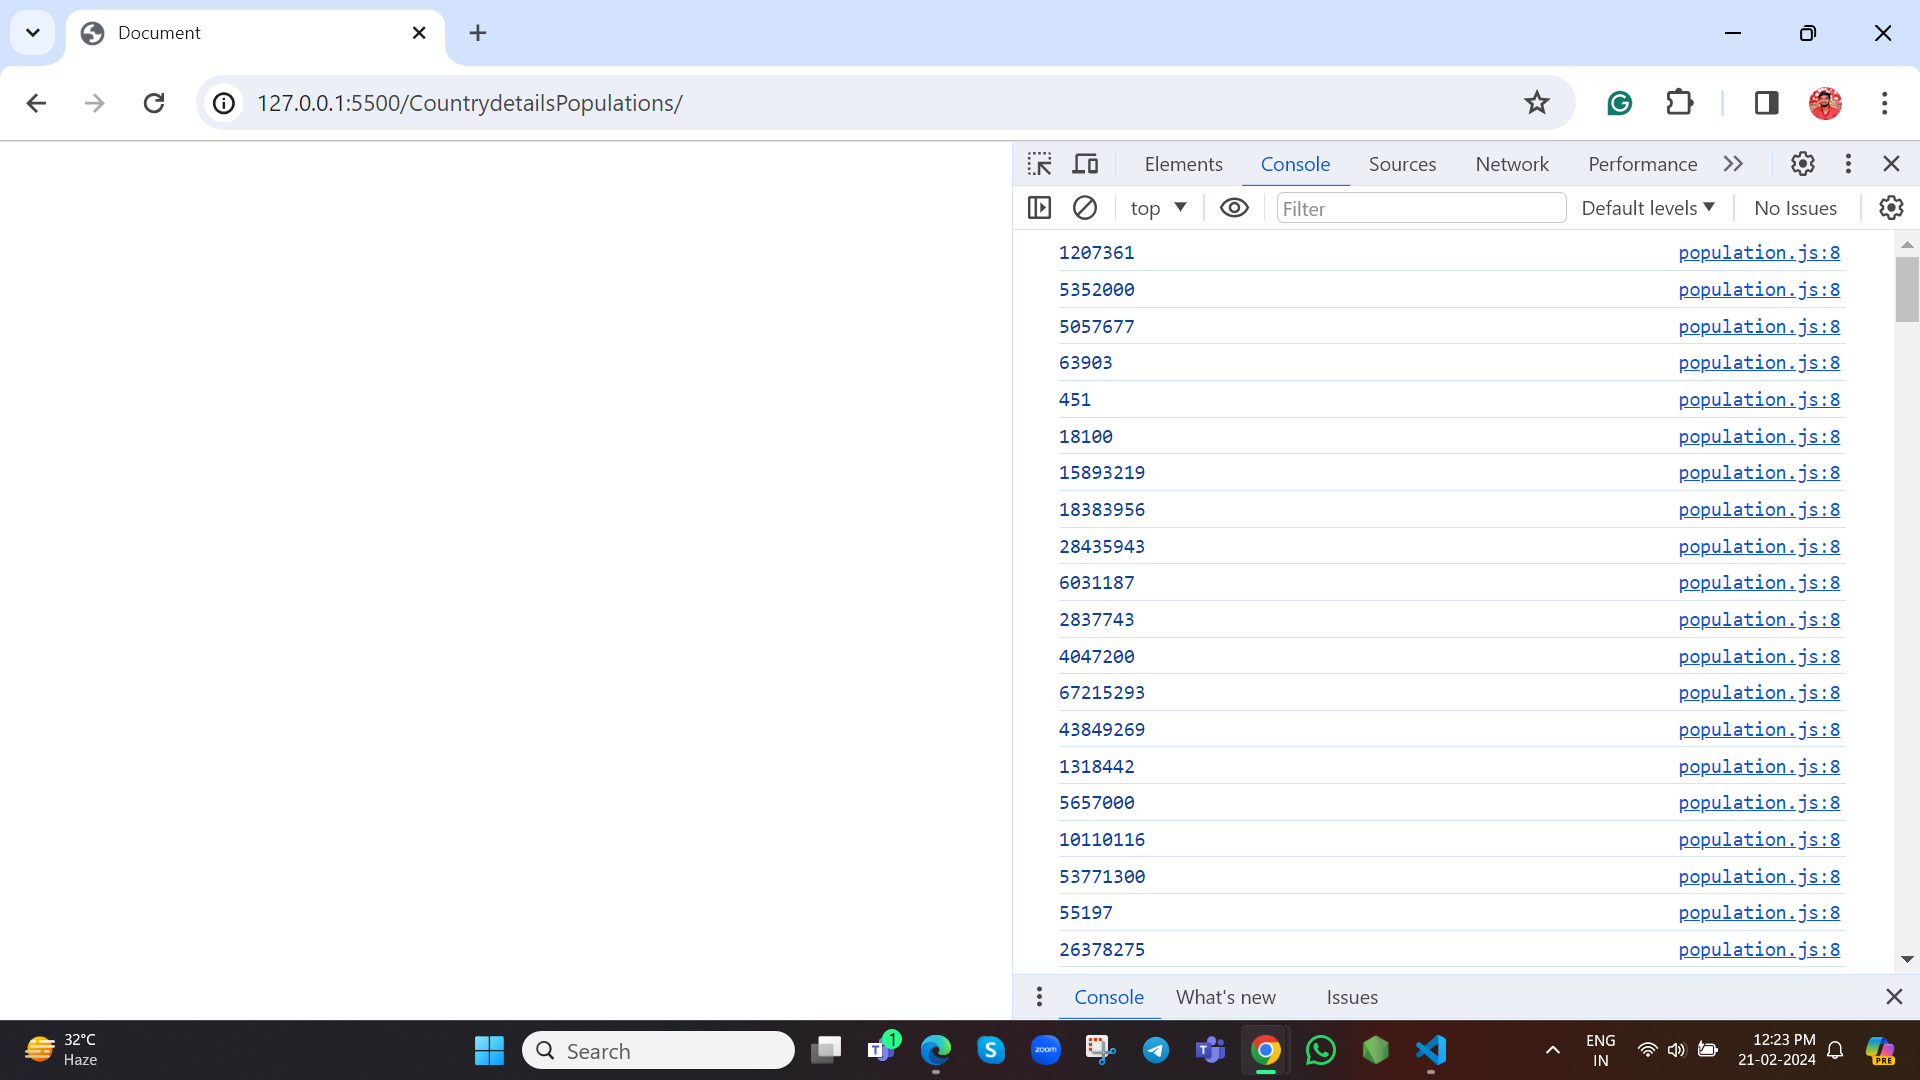 Document
127.0.0.1:5500/CountrydetailsPopulations/
Elements Console Sources Network Performance
top Filter Default levels No Issues
1207361 population.js:8
5352000 population.js:8
5057677 population.js:8
63903 population.js:8
451 population.js:8
18100 population.js:8
15893219 population.js:8
18383956 population.js:8
28435943 population.js:8
6031187 population.js:8
2837743 population.js:8
4047200 population.js:8
67215293 population.js:8
43849269 population.js:8
1318442 population.js:8
5657000 population.js:8
10110116 population.js:8
53771300 population.js:8
55197 population.js:8
26378275 population.js:8
Console What's new Issues
32°C
Haze
Search
1
zoom
ENG
IN
12:23 PM
21-02-2024
PRE